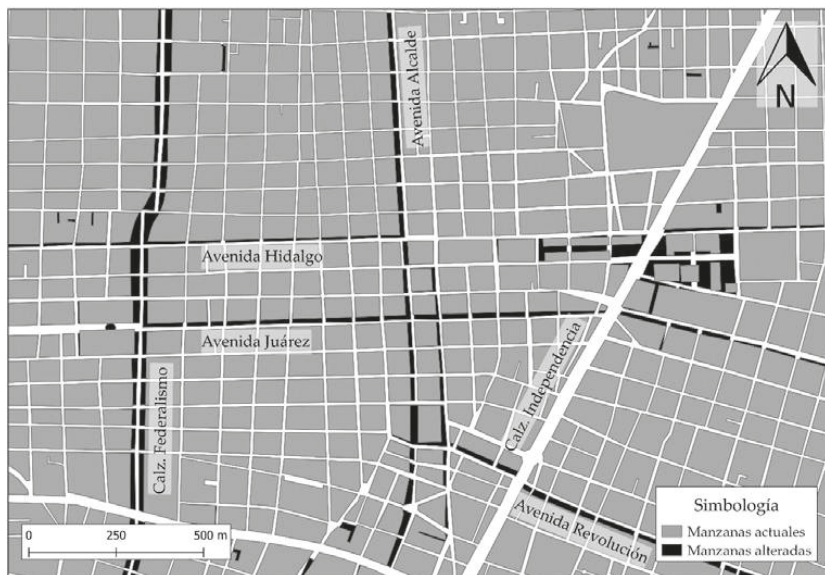 Avenida Alcalde
N
Avenida Hidalgo
Avenida Juárez
Calz. Independencia
Calz. Federalismo
Avenida Revolución
0 250 500 m
Simbología
Manzanas actuales
Manzanas alteradas